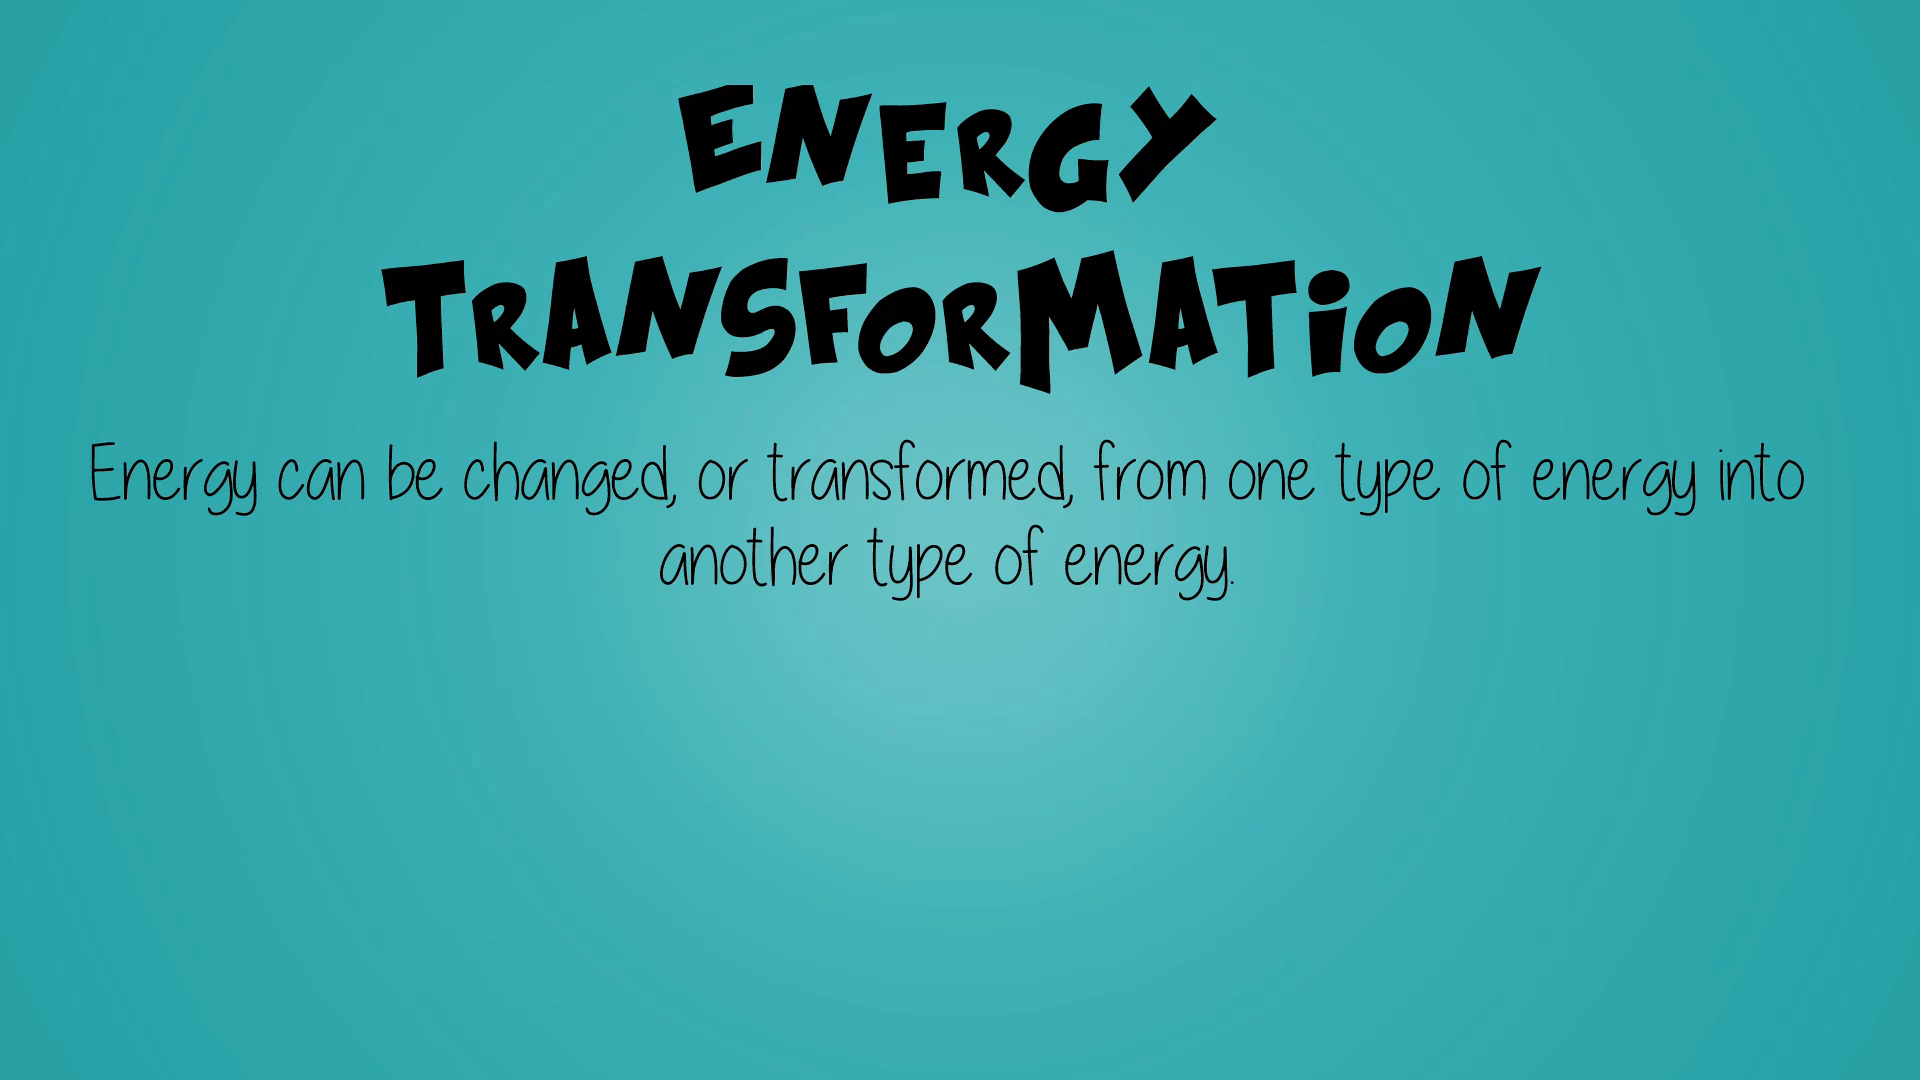 ENERGY
TRANSFORMATION
Energy can be changed, or transformed, from one type of energy into
another type of energy.